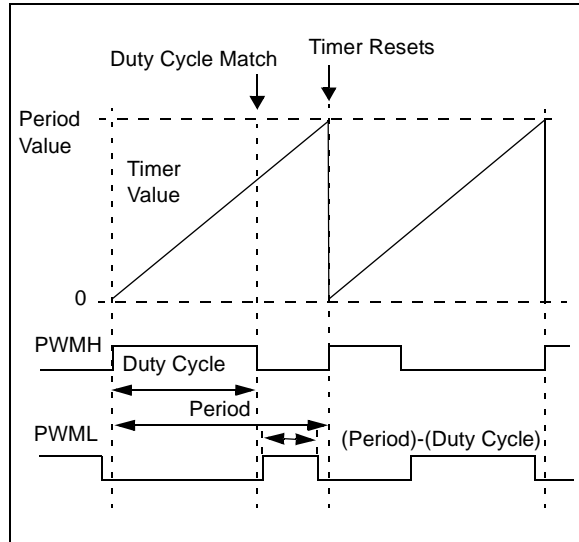 Timer Resets
Duty Cycle Match
Period
Value
Timer
Value
0
PWMH
Duty Cycle
Period
PWML
(Period)-(Duty Cycle)